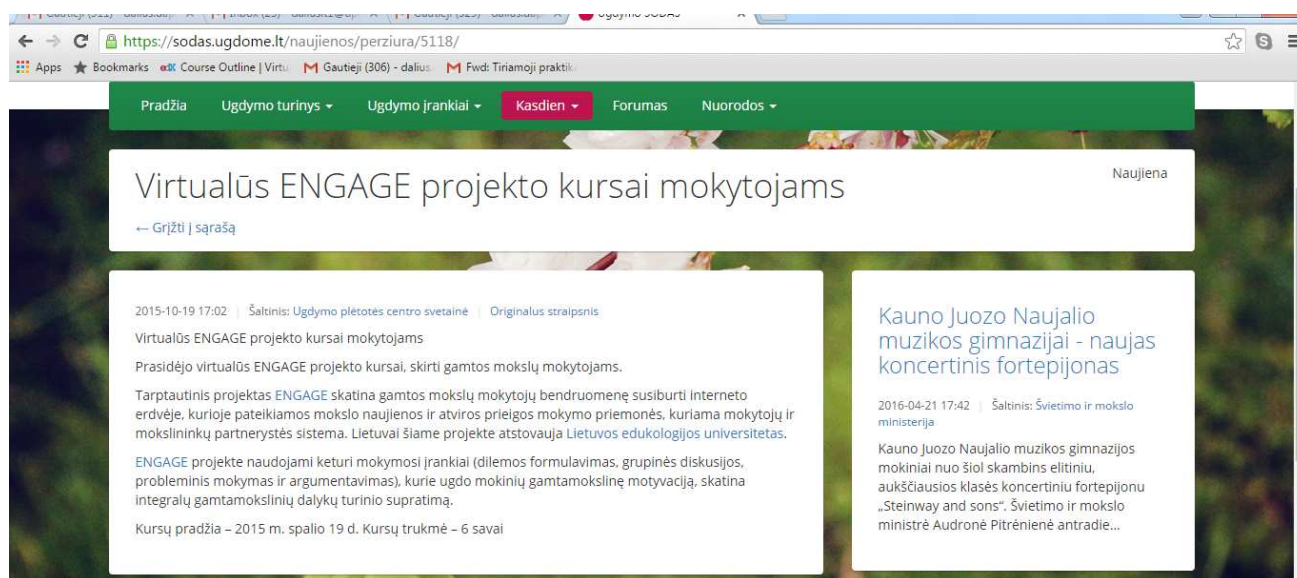 https://sodas.ugdome.lt/naujienos/perziura/5118/
Apps Bookmarks Course Outline | Virtu Gautieji (306) - dalius Fwd: Tiriamoji praktik
Pradžia Ugdymo turinys Ugdymo įrankiai Kasdien Forumas Nuorodos
Virtualūs ENGAGE projekto kursai mokytojams
Naujiena
← Grįžti į sąrašą
2015-10-19 17:02 | Šaltinis: Ugdymo plėtotės centro svetainė | Originalus straipsnis
Virtualūs ENGAGE projekto kursai mokytojams
Prasidėjo virtualūs ENGAGE projekto kursai, skirti gamtos mokslų mokytojams.
Tarptautinis projektas ENGAGE skatina gamtos mokslų mokytojų bendruomenę susiburti interneto
erdvėje, kurioje pateikiamos mokslo naujienos ir atviros prieigos mokymo priemonės, kuriama mokytojų ir
mokslininkų partnerystės sistema. Lietuvai šiame projekte atstovauja Lietuvos edukologijos universitetas.
ENGAGE projekte naudojami keturi mokymosi įrankiai (dilemos formulavimas, grupinės diskusijos,
probleminis mokymas ir argumentavimas), kurie ugdo mokinių gamtamokslinę motyvaciją, skatina
integralų gamtamokslinių dalykų turinio supratimą.
Kursų pradžia – 2015 m. spalio 19 d. Kursų trukmė – 6 savai
Kauno Juozo Naujalio
muzikos gimnazijai - naujas
koncertinis fortepijonas
2016-04-21 17:42 | Šaltinis: Švietimo ir mokslo
ministerija
Kauno Juozo Naujalio muzikos gimnazijos
mokiniai nuo šiol skambins elitiniu,
aukščiausios klasės koncertiniu fortepijonu
„Steinway and sons“. Švietimo ir mokslo
ministrė Audronė Pitrėnienė antradie...